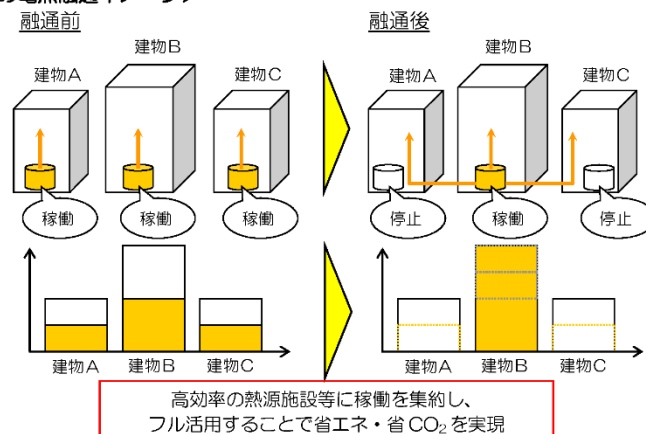 融通前
融通後
建物A
建物B
建物C
建物A
建物B
建物C
稼働
稼働
稼働
停止
稼働
停止
建物A
建物B
建物C
建物A
建物B
建物C
高効率の熱源施設等に稼働を集約し、
フル活用することで省エネ・省CO₂を実現